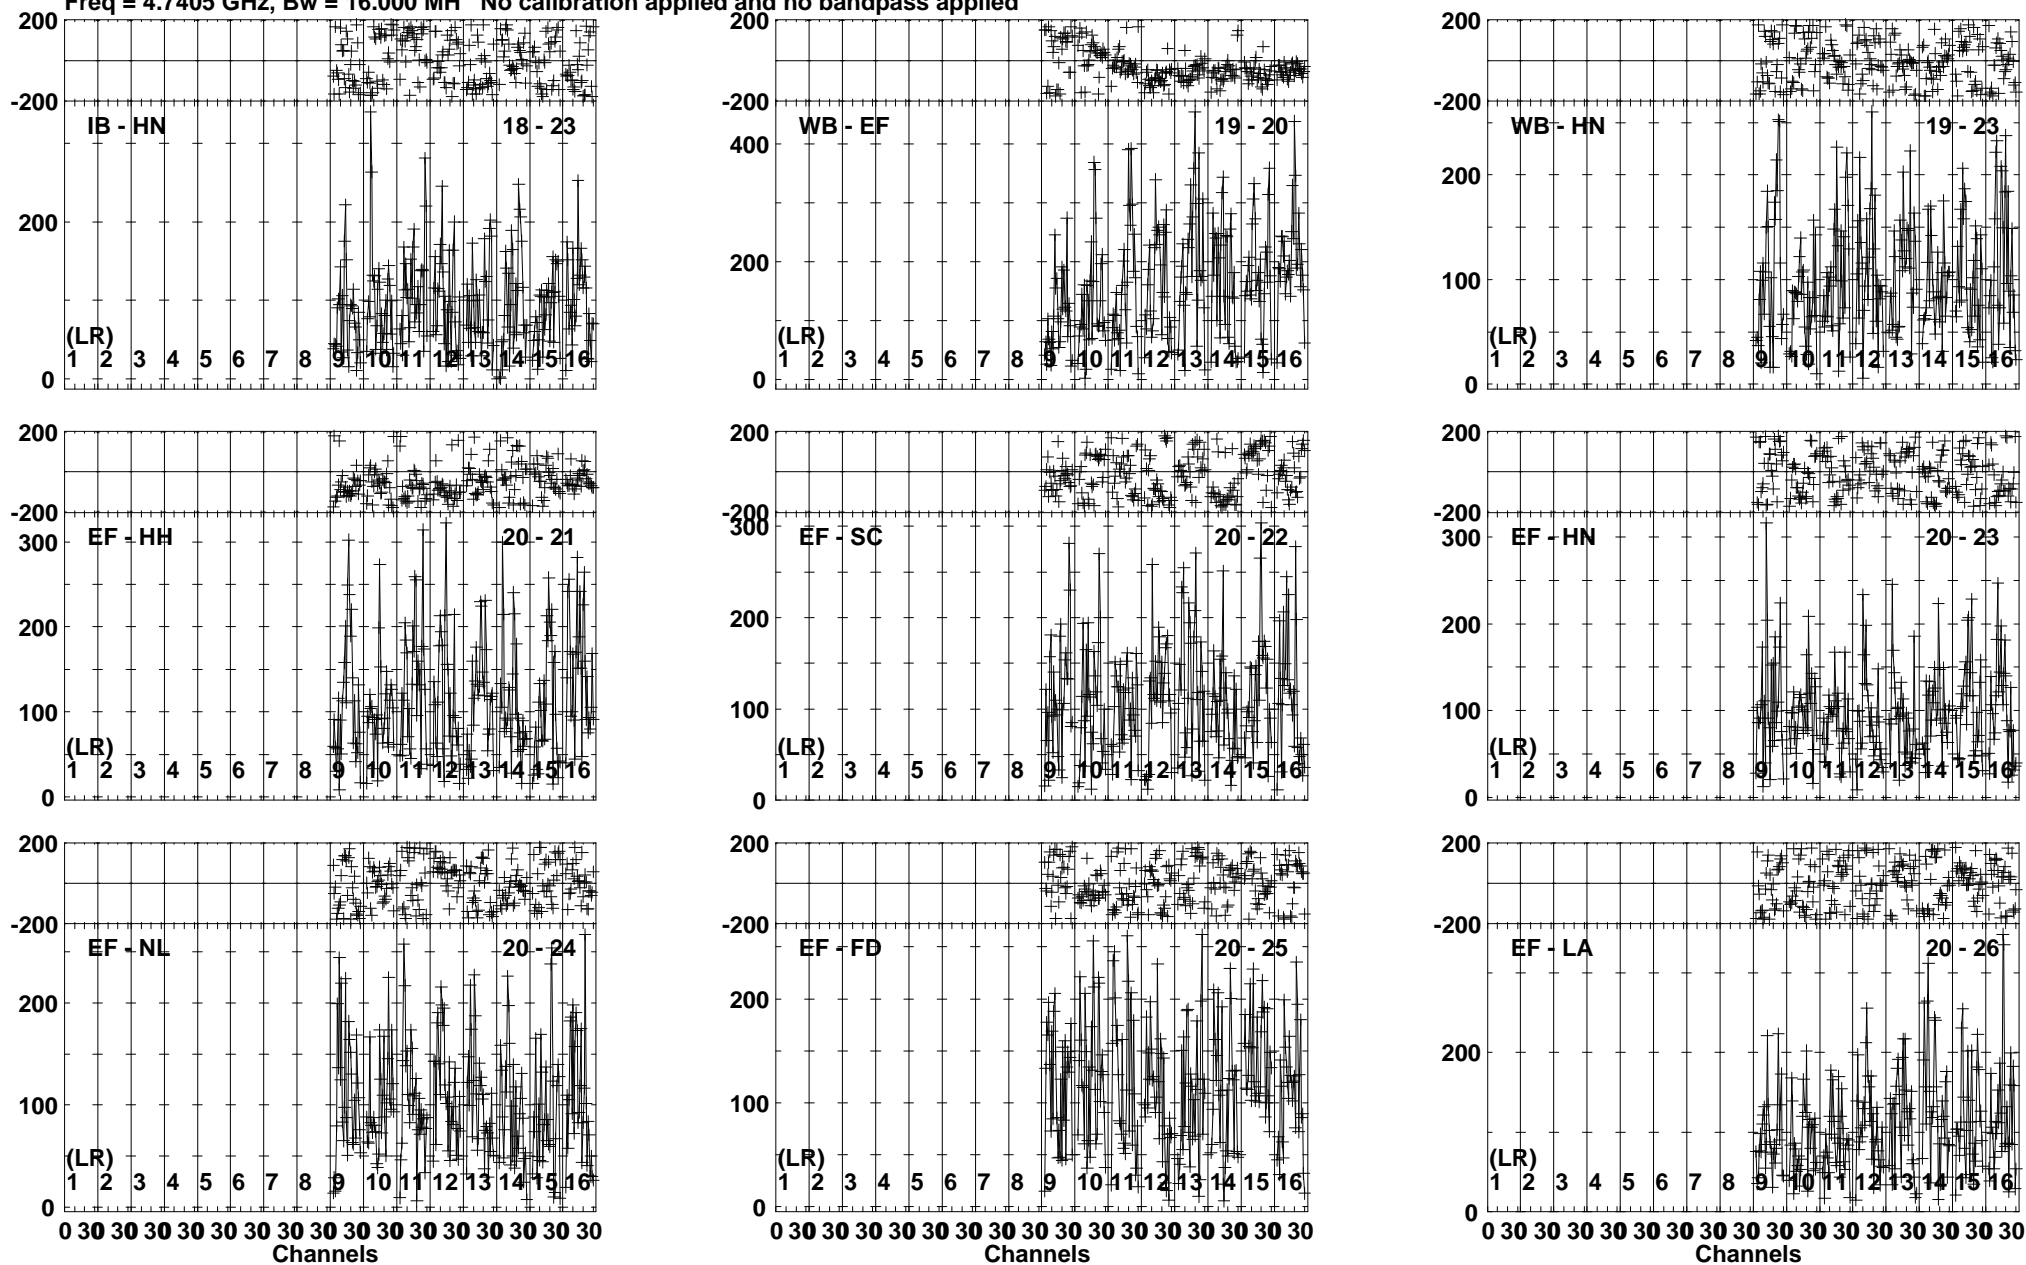 Freq = 4.7405 GHz, Bw = 16.000 MH No calibration applied and no bandpass applied
200 200 200
-200 -200 -200
IB - HN 18 - 23 WB - EF 19 - 20 WB - HN 19 - 23
400
200 200 200
100
(LR) (LR) (LR)
1 2 3 4 5 6 7 8 9 10 11 12 13 14 15 16 1 2 3 4 5 6 7 8 9 10 11 12 13 14 15 16 1 2 3 4 5 6 7 8 9 10 11 12 13 14 15 16
0 0 0
200 200 200
-200 -200 -200
EF - HH 20 - 21 EF - SC 20 - 22 EF - HN 20 - 23
300 300 300
200 200 200
100 100 100
(LR) (LR) (LR)
1 2 3 4 5 6 7 8 9 10 11 12 13 14 15 16 1 2 3 4 5 6 7 8 9 10 11 12 13 14 15 16 1 2 3 4 5 6 7 8 9 10 11 12 13 14 15 16
0 0 0
200 200 200
-200 -200 -200
EF - NL 20 - 24 EF - FD 20 - 25 EF - LA 20 - 26
200 200 200
100 100
(LR) (LR) (LR)
1 2 3 4 5 6 7 8 9 10 11 12 13 14 15 16 1 2 3 4 5 6 7 8 9 10 11 12 13 14 15 16 1 2 3 4 5 6 7 8 9 10 11 12 13 14 15 16
0 0 0
0 30 30 30 30 30 30 30 30 30 30 30 30 30 30 30 30 0 30 30 30 30 30 30 30 30 30 30 30 30 30 30 30 30 0 30 30 30 30 30 30 30 30 30 30 30 30 30 30 30 30
Channels Channels Channels